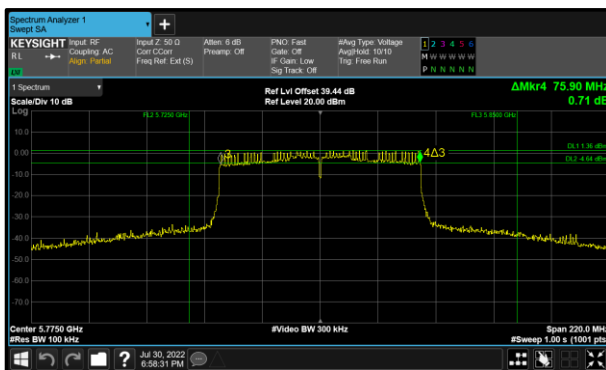 Spectrum Analyzer 1
Swept SA
+
KEYSIGHT
RL
Input: RF
Coupling: AC
Align: Partial
Input Z: 50 Ω
Corr CCorr
Freq Ref: Ext (S)
Atten: 6 dB
Preamp: Off
PNO: Fast
Gate: Off
IF Gain: Low
Sig Track: Off
#Avg Type: Voltage
Avg|Hold: 10/10
Trig: Free Run
1 2 3 4 5 6
M W W W W W
P N N N N N
1 Spectrum
Scale/Div 10 dB
Log
Ref Lvl Offset 39.44 dB
Ref Level 20.00 dBm
ΔMkr4 75.90 MHz
0.71 dB
FL2 5.7250 GHz
FL3 5.8500 GHz
10.0
DL1 1.36 dBm
0.00
3
4Δ3
DL2 -4.64 dBm
-10.0
-20.0
-30.0
-40.0
-50.0
-60.0
-70.0
Center 5.7750 GHz
#Video BW 300 kHz
Span 220.0 MHz
#Res BW 100 kHz
#Sweep 1.00 s (1001 pts)
?
Jul 30, 2022
6:58:31 PM